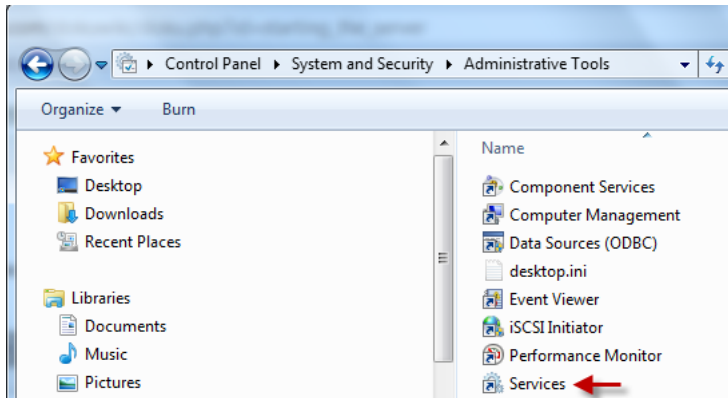 Control Panel System and Security Administrative Tools
Organize Burn
Favorites
Desktop
Downloads
Recent Places
Libraries
Documents
Music
Pictures
Name
Component Services
Computer Management
Data Sources (ODBC)
desktop.ini
Event Viewer
iSCSI Initiator
Performance Monitor
Services